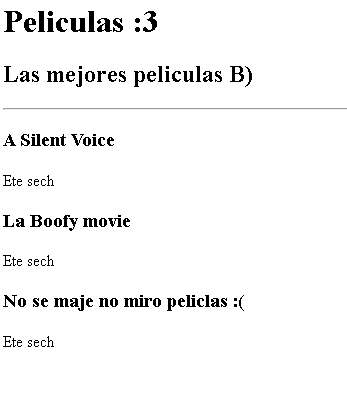 Peliculas :3
Las mejores peliculas B)
A Silent Voice
Ete sech
La Boofy movie
Ete sech
No se maje no miro peliclas :(
Ete sech